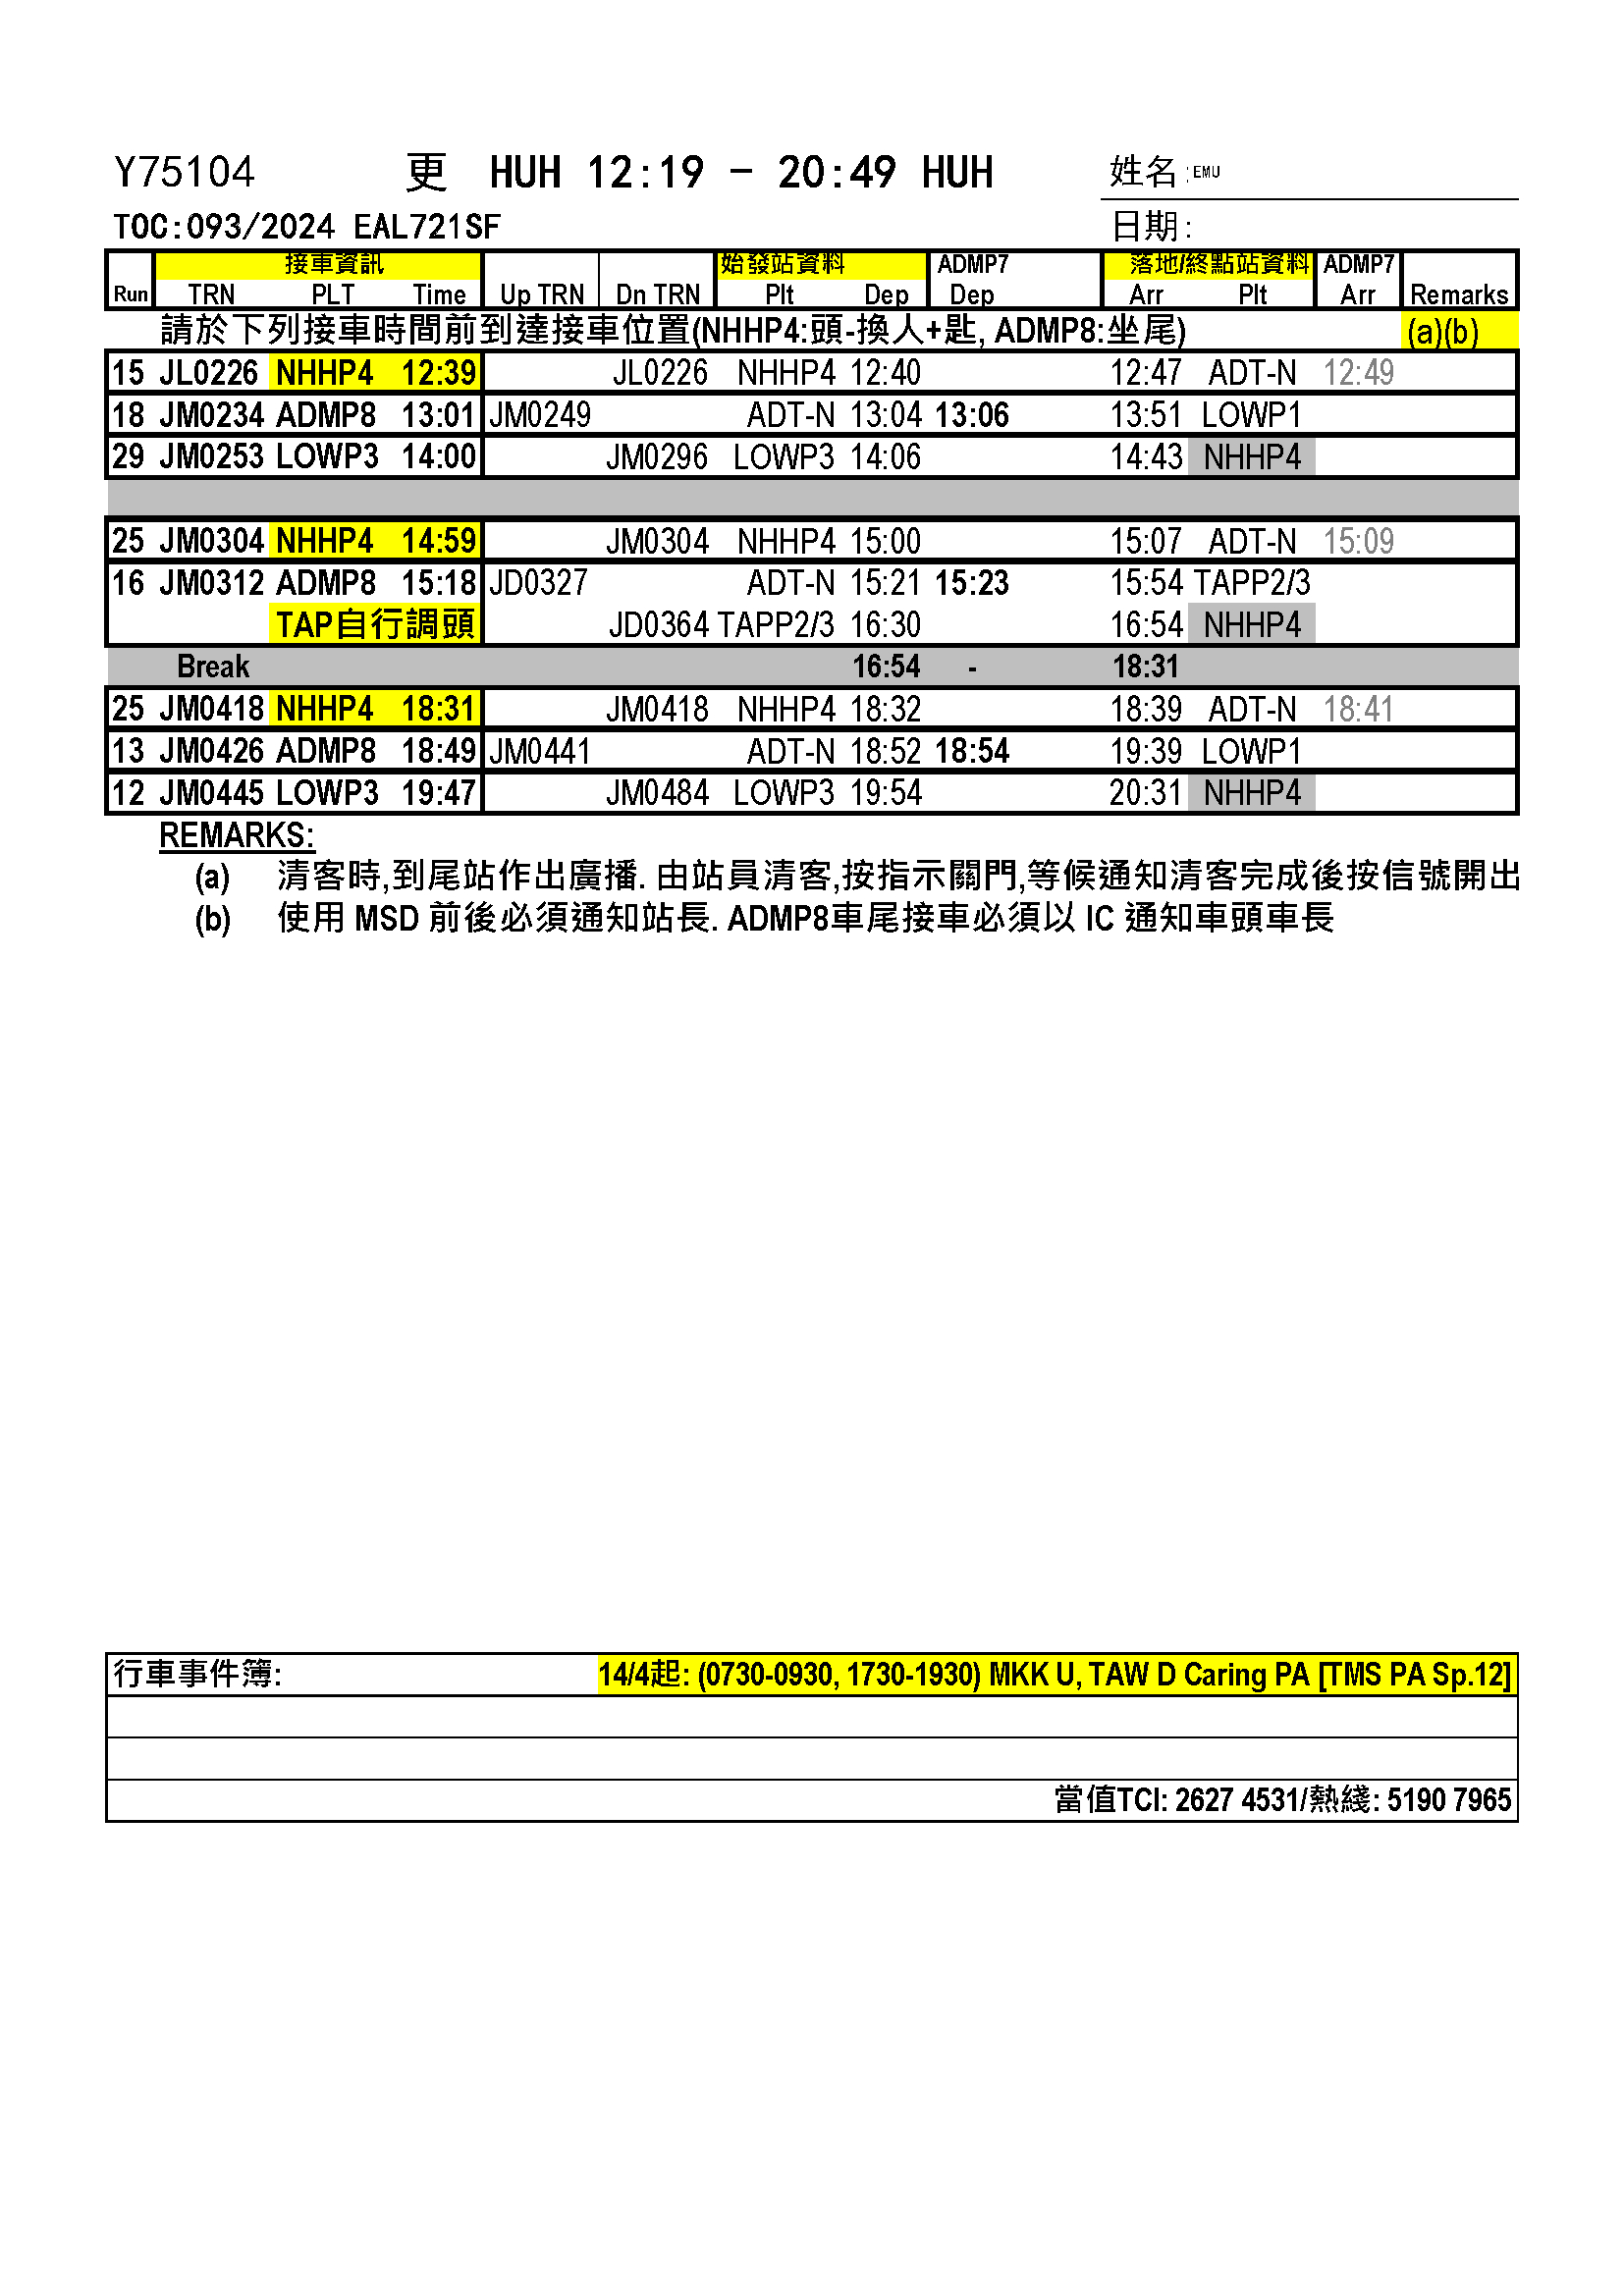 Y75104 更 HUH 12:19 - 20:49 HUH 姓名:EMU
TOC:093/2024 EAL721SF 日期:
接車資訊 始發站資料 ADMP7 落地/終點站資料 ADMP7
Run TRN PLT Time Up TRN Dn TRN Plt Dep Dep Arr Plt Arr Remarks
請於下列接車時間前到達接車位置(NHHP4:頭-換人+匙, ADMP8:坐尾) (a)(b)
15 JL0226 NHHP4 12:39 JL0226 NHHP4 12:40 12:47 ADT-N 12:49
18 JM0234 ADMP8 13:01 JM0249 ADT-N 13:04 13:06 13:51 LOWP1
29 JM0253 LOWP3 14:00 JM0296 LOWP3 14:06 14:43 NHHP4
25 JM0304 NHHP4 14:59 JM0304 NHHP4 15:00 15:07 ADT-N 15:09
16 JM0312 ADMP8 15:18 JD0327 ADT-N 15:21 15:23 15:54 TAPP2/3
TAP自行調頭 JD0364 TAPP2/3 16:30 16:54 NHHP4
Break 16:54 - 18:31
25 JM0418 NHHP4 18:31 JM0418 NHHP4 18:32 18:39 ADT-N 18:41
13 JM0426 ADMP8 18:49 JM0441 ADT-N 18:52 18:54 19:39 LOWP1
12 JM0445 LOWP3 19:47 JM0484 LOWP3 19:54 20:31 NHHP4
REMARKS:
(a) 清客時,到尾站作出廣播. 由站員清客,按指示關門,等候通知清客完成後按信號開出
(b) 使用 MSD 前後必須通知站長. ADMP8車尾接車必須以 IC 通知車頭車長
行車事件簿: 14/4起: (0730-0930, 1730-1930) MKK U, TAW D Caring PA [TMS PA Sp.12]
當值TCI: 2627 4531/熱綫: 5190 7965